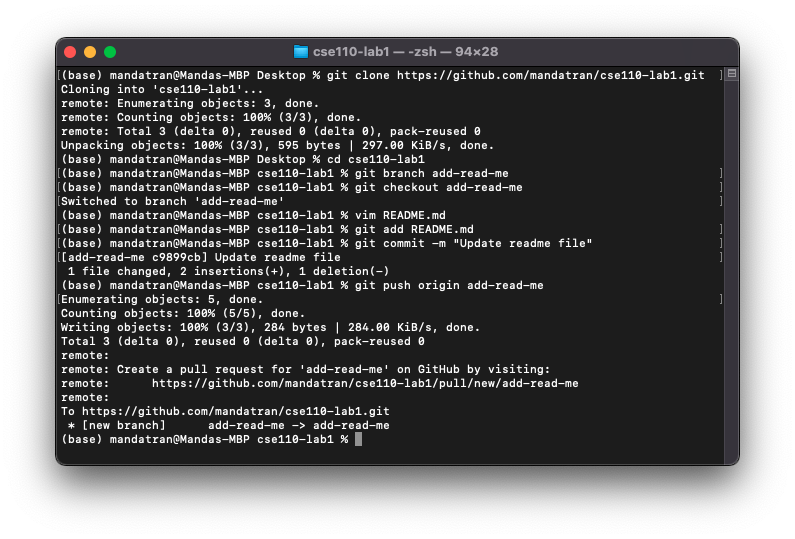 cse110-lab1 — -zsh — 94×28
[(base) mandatran@Mandas-MBP Desktop % git clone https://github.com/mandatran/cse110-lab1.git ]
Cloning into 'cse110-lab1'...
remote: Enumerating objects: 3, done.
remote: Counting objects: 100% (3/3), done.
remote: Total 3 (delta 0), reused 0 (delta 0), pack-reused 0
Unpacking objects: 100% (3/3), 595 bytes | 297.00 KiB/s, done.
(base) mandatran@Mandas-MBP Desktop % cd cse110-lab1
[(base) mandatran@Mandas-MBP cse110-lab1 % git branch add-read-me ]
[(base) mandatran@Mandas-MBP cse110-lab1 % git checkout add-read-me ]
[Switched to branch 'add-read-me' ]
(base) mandatran@Mandas-MBP cse110-lab1 % vim README.md
[(base) mandatran@Mandas-MBP cse110-lab1 % git add README.md ]
[(base) mandatran@Mandas-MBP cse110-lab1 % git commit -m "Update readme file" ]
[[add-read-me c9899cb] Update readme file ]
1 file changed, 2 insertions(+), 1 deletion(-)
(base) mandatran@Mandas-MBP cse110-lab1 % git push origin add-read-me
[Enumerating objects: 5, done. ]
Counting objects: 100% (5/5), done.
Writing objects: 100% (3/3), 284 bytes | 284.00 KiB/s, done.
Total 3 (delta 0), reused 0 (delta 0), pack-reused 0
remote:
remote: Create a pull request for 'add-read-me' on GitHub by visiting:
remote:      https://github.com/mandatran/cse110-lab1/pull/new/add-read-me
remote:
To https://github.com/mandatran/cse110-lab1.git
* [new branch]      add-read-me -> add-read-me
(base) mandatran@Mandas-MBP cse110-lab1 %